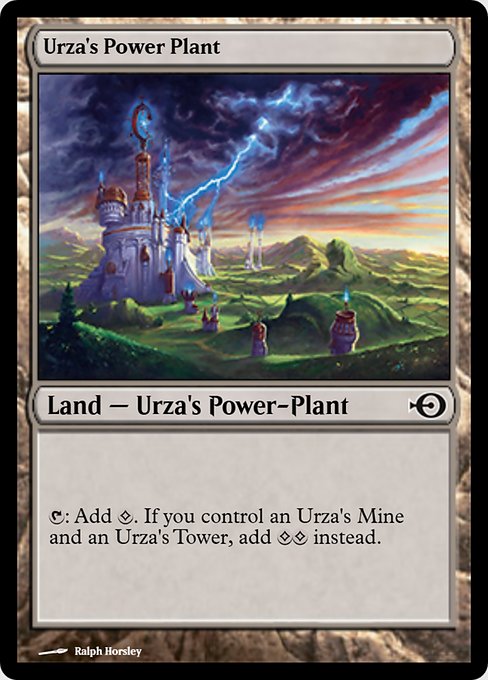 Urza's Power Plant
Land — Urza's Power-Plant
: Add . If you control an Urza's Mine
and an Urza's Tower, add instead.
Ralph Horsley